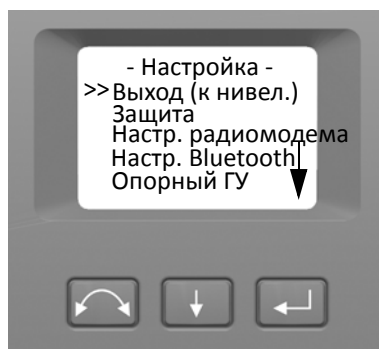 - Настройка -
>>Выход (к нивел.)
Защита
Настр. радиомодема
Настр. Bluetooth
Опорный ГУ